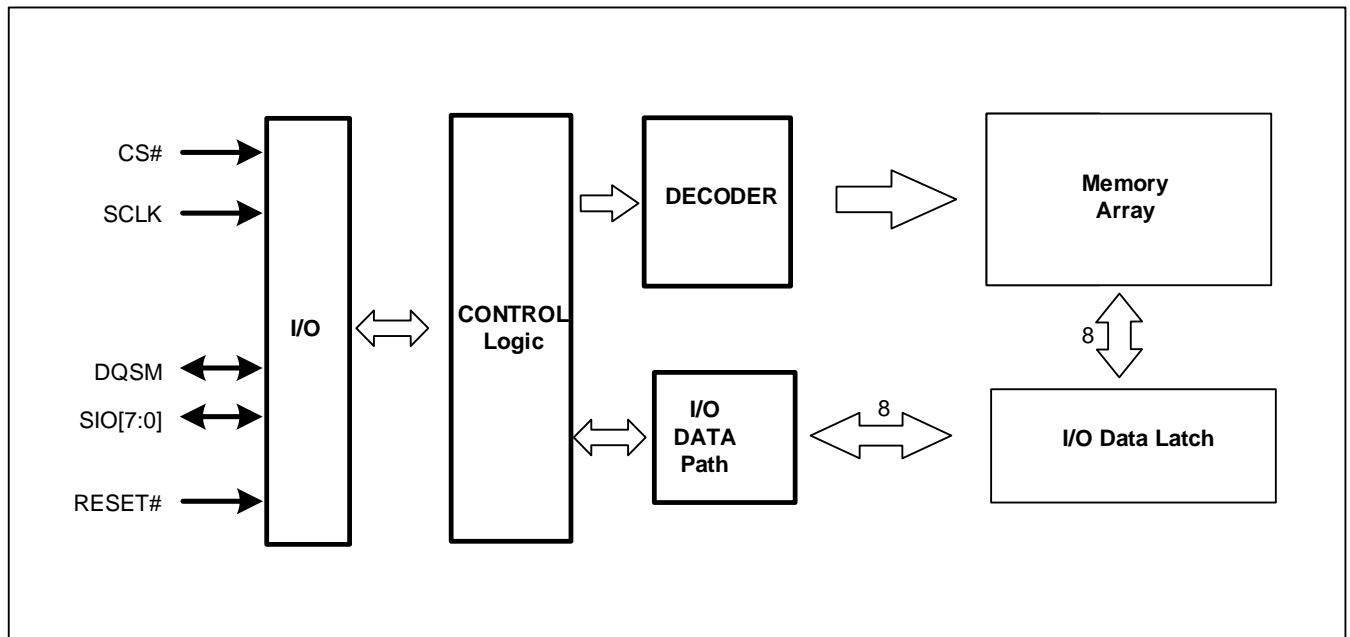 CS#
SCLK
DQSM
SIO[7:0]
RESET#
I/O
CONTROL
Logic
DECODER
I/O
DATA
Path
8
Memory
Array
8
I/O Data Latch